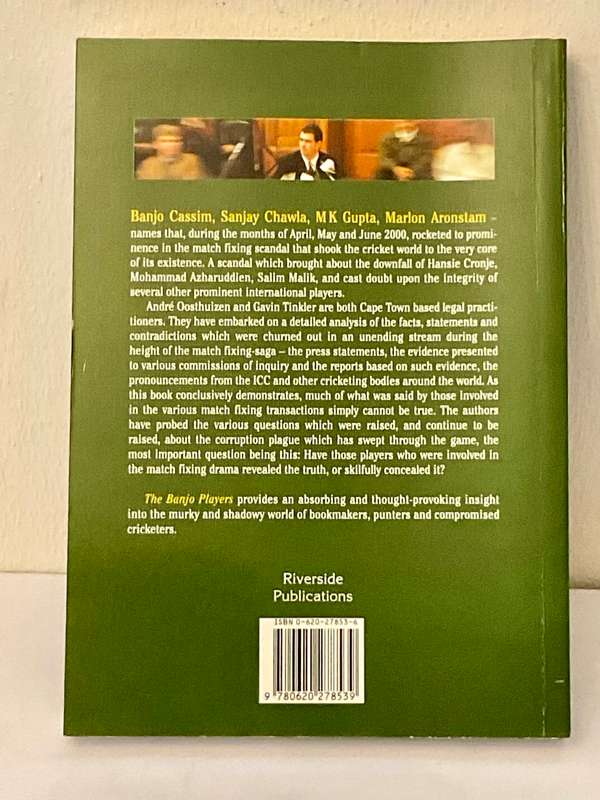 Banjo Cassim, Sanjay Chawla, M K Gupta, Marlon Aronstam –
names that, during the months of April, May and June 2000, rocketed to promi-
nence in the match fixing scandal that shook the cricket world to the very core
of its existence. A scandal which brought about the downfall of Hansie Cronje,
Mohammad Azharuddien, Salim Malik, and cast doubt upon the integrity of
several other prominent international players.
André Oosthuizen and Gavin Tinkler are both Cape Town based legal practi-
tioners. They have embarked on a detailed analysis of the facts, statements and
contradictions which were churned out in an unending stream during the
height of the match fixing-saga – the press statements, the evidence presented
to various commissions of inquiry and the reports based on such evidence, the
pronouncements from the ICC and other cricketing bodies around the world. As
this book conclusively demonstrates, much of what was said by those involved
in the various match fixing transactions simply cannot be true. The authors
have probed the various questions which were raised, and continue to be
raised, about the corruption plague which has swept through the game, the
most important question being this: Have those players who were involved in
the match fixing drama revealed the truth, or skilfully concealed it?
The Banjo Players provides an absorbing and thought-provoking insight
into the murky and shadowy world of bookmakers, punters and compromised
cricketers.
Riverside
Publications
ISBN 0-620-27853-6
9 780620 278539